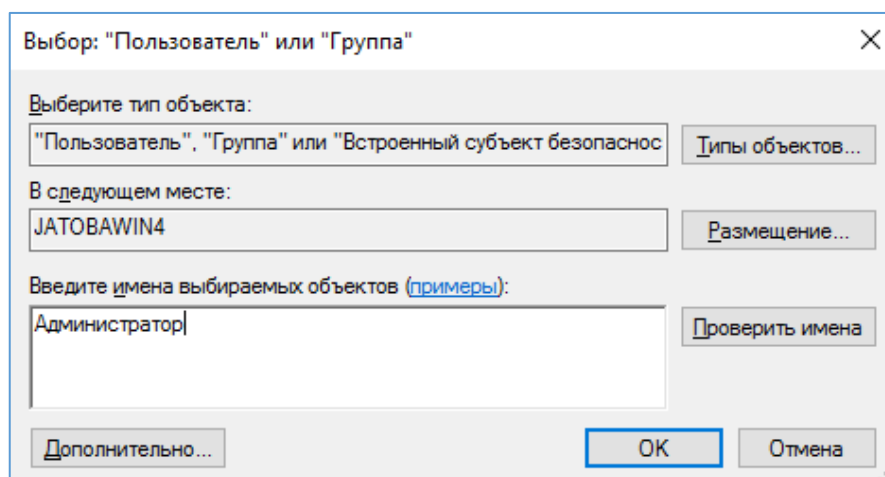 Выбор: "Пользователь" или "Группа"
Выберите тип объекта:
"Пользователь", "Группа" или "Встроенный субъект безопаснос
Типы объектов...
В следующем месте:
JATOBAWIN4
Размещение...
Введите имена выбираемых объектов (примеры):
Администратор
Проверить имена
Дополнительно...
OK
Отмена